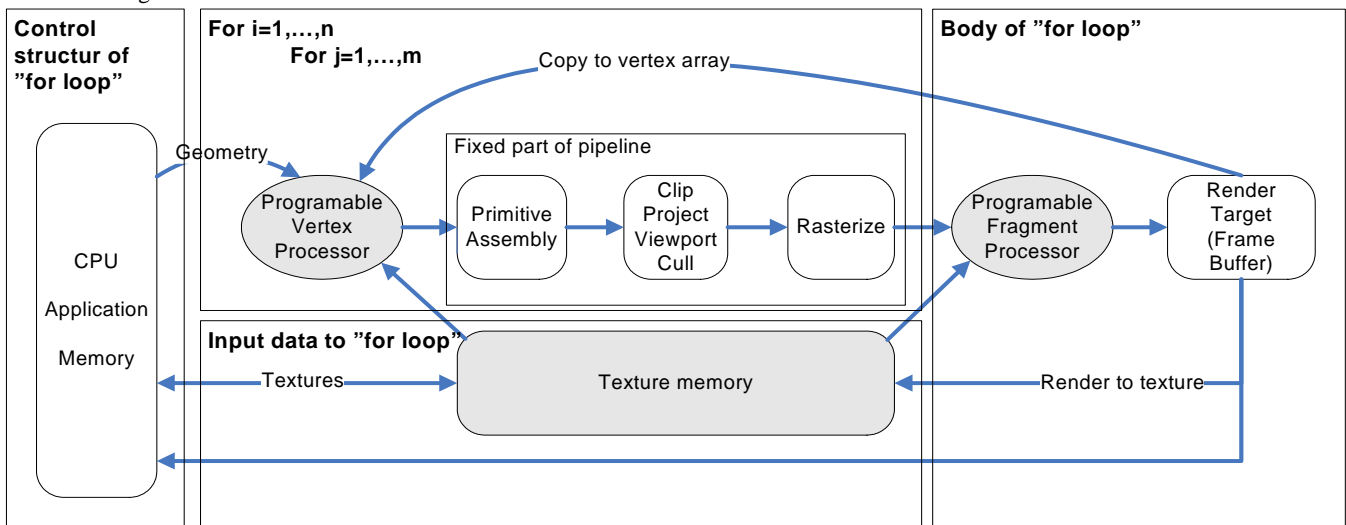 Control
structur of
”for loop”
For i=1,...,n
For j=1,...,m
Body of ”for loop”
Copy to vertex array
Geometry
Fixed part of pipeline
Programable
Vertex
Processor
Primitive
Assembly
Clip
Project
Viewport
Cull
Rasterize
Programable
Fragment
Processor
Render
Target
(Frame
Buffer)
CPU
Application
Memory
Input data to ”for loop”
Textures
Texture memory
Render to texture